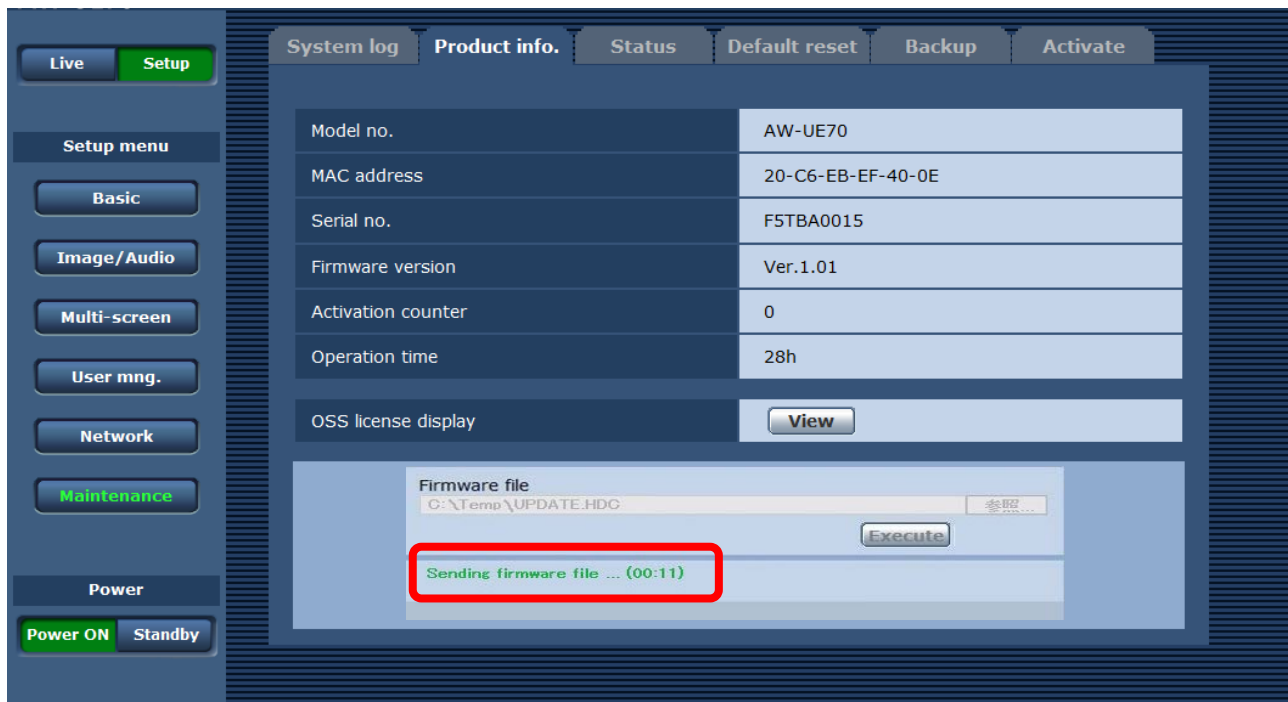 Live Setup
Setup menu
Basic
Image/Audio
Multi-screen
User mng.
Network
Maintenance
Power
Power ON Standby
System log Product info. Status Default reset Backup Activate
Model no. AW-UE70
MAC address 20-C6-EB-EF-40-0E
Serial no. F5TBA0015
Firmware version Ver.1.01
Activation counter 0
Operation time 28h
OSS license display View
Firmware file
C:\Temp\UPDATE.HDC 参照...
Execute
Sending firmware file ... (00:11)